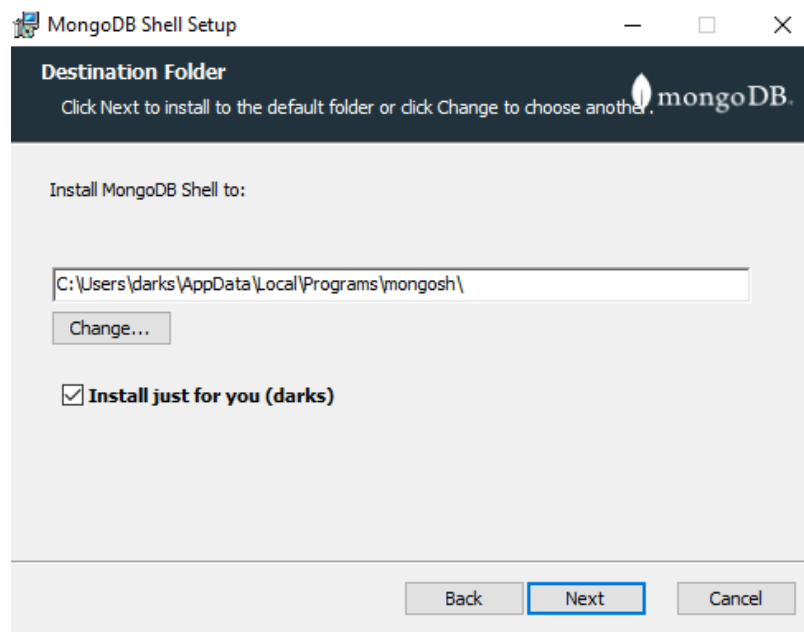 MongoDB Shell Setup
Destination Folder
Click Next to install to the default folder or click Change to choose another.
mongoDB.
Install MongoDB Shell to:
C:\Users\darks\AppData\Local\Programs\mongosh\
Change...
Install just for you (darks)
Back Next Cancel